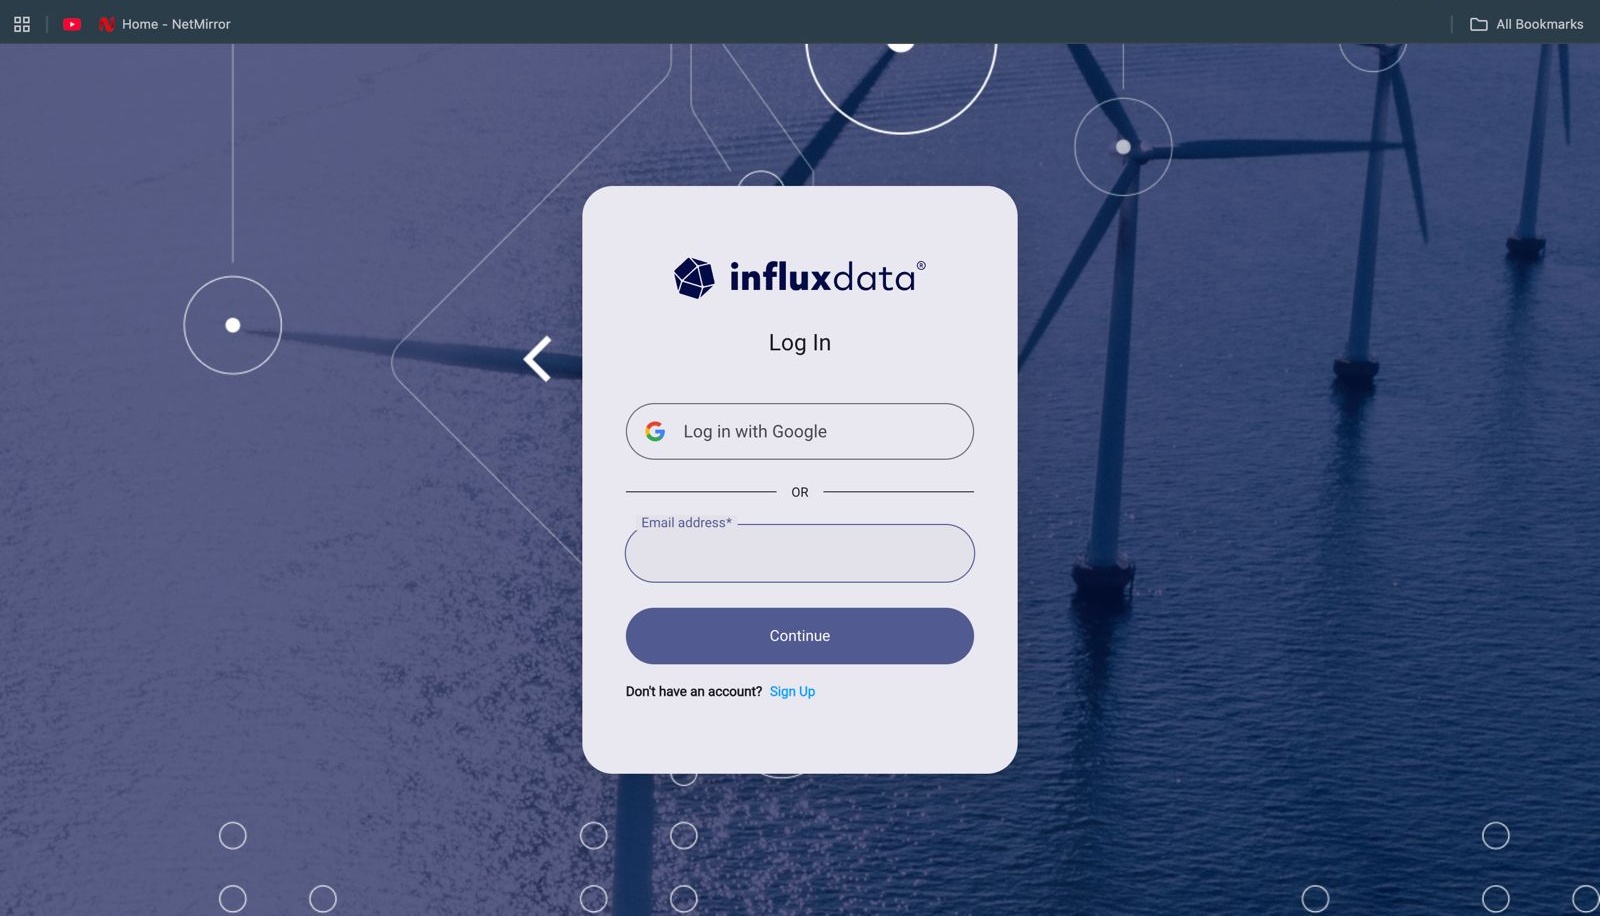 Home - NetMirror
All Bookmarks
influxdata®
Log In
Log in with Google
OR
Email address*
Continue
Don't have an account? Sign Up